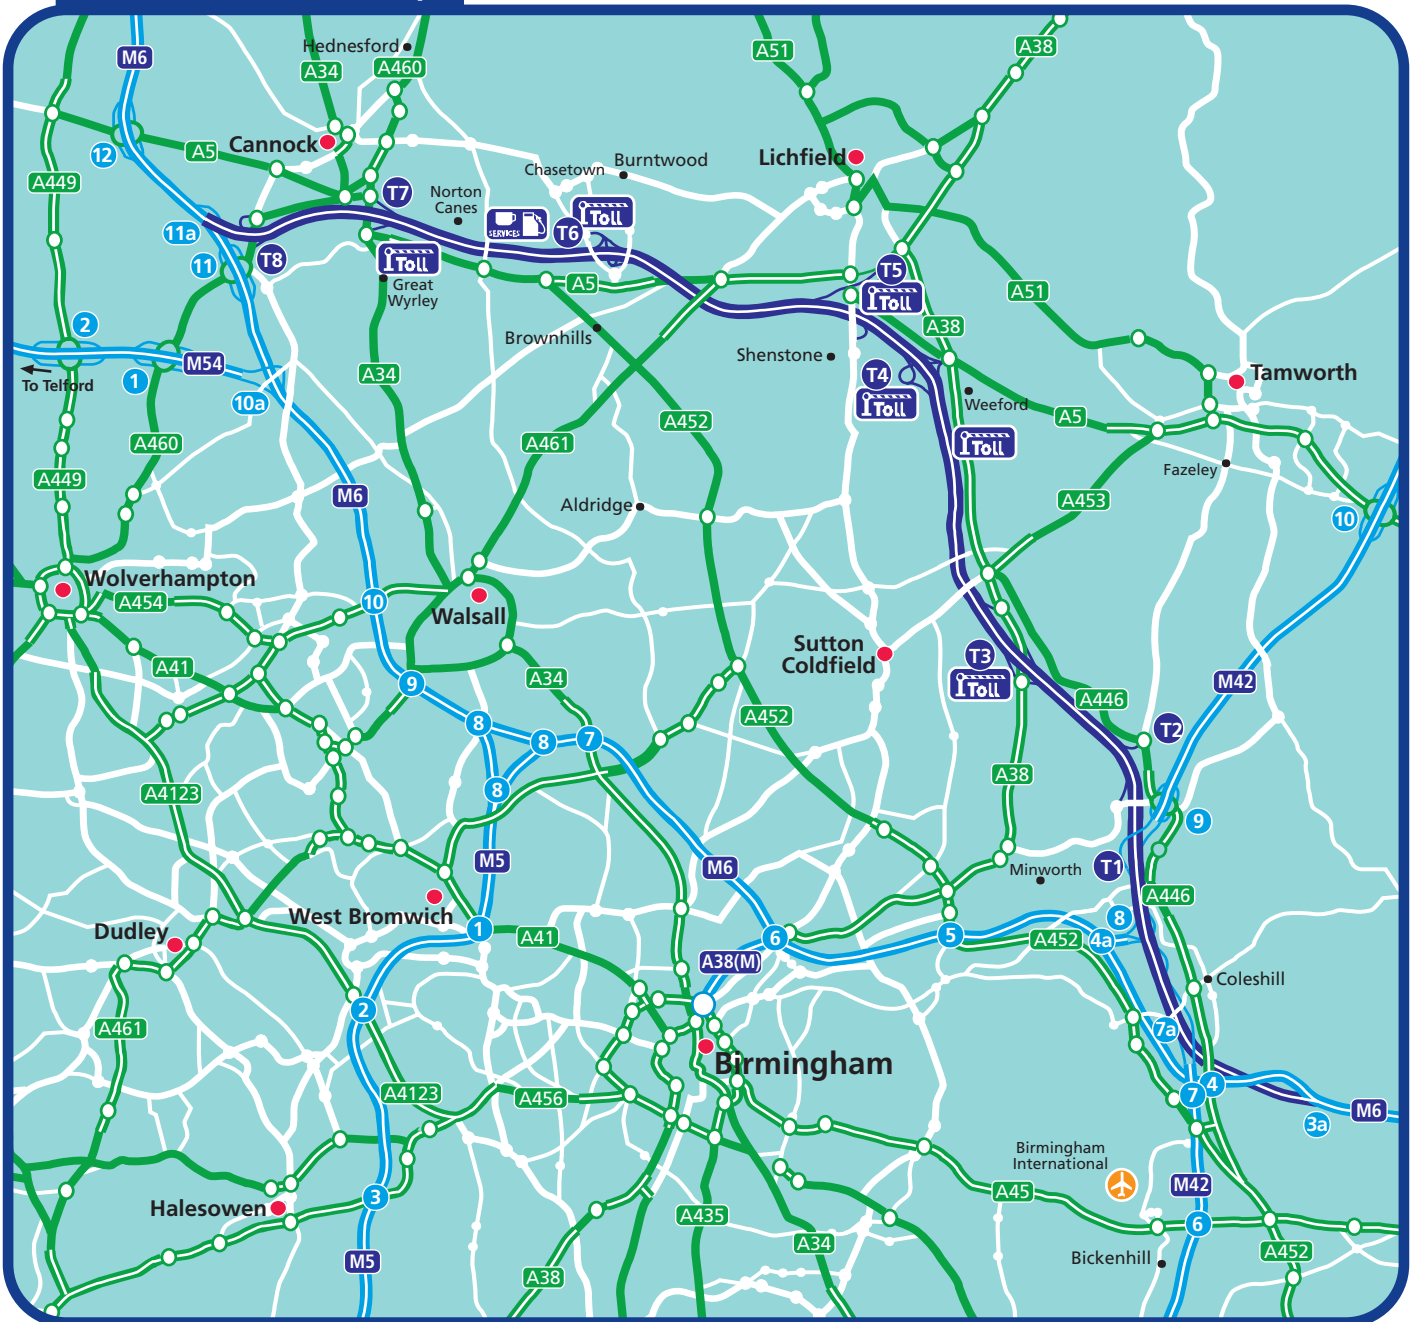 Hednesford
M6
A34
A460
A51
A38
Cannock
12
A5
Chasetown
Burntwood
Lichfield
A449
T7
Norton
Canes
SERVICES
T6
Toll
11a
11
T8
Toll
Great
Wyrley
A5
T5
Toll
A51
2
A38
M54
1
To Telford
10a
Brownhills
Shenstone
T4
Toll
Tamworth
A34
Weeford
A5
A452
A460
A461
Toll
A449
M6
Fazeley
Aldridge
A453
10
Wolverhampton
A454
10
Walsall
Sutton
Coldfield
T3
Toll
A41
9
A34
M42
A446
A452
8
8
7
T2
A38
8
A4123
9
M5
M6
Minworth
T1
A446
West Bromwich
Dudley
1
A41
6
5
A452
8
4a
A38(M)
Coleshill
2
A461
7a
Birmingham
A4123
A456
7
4
M6
3a
Birmingham
International
Halesowen
3
A45
M42
6
A435
A34
M5
A38
Bickenhill
A452